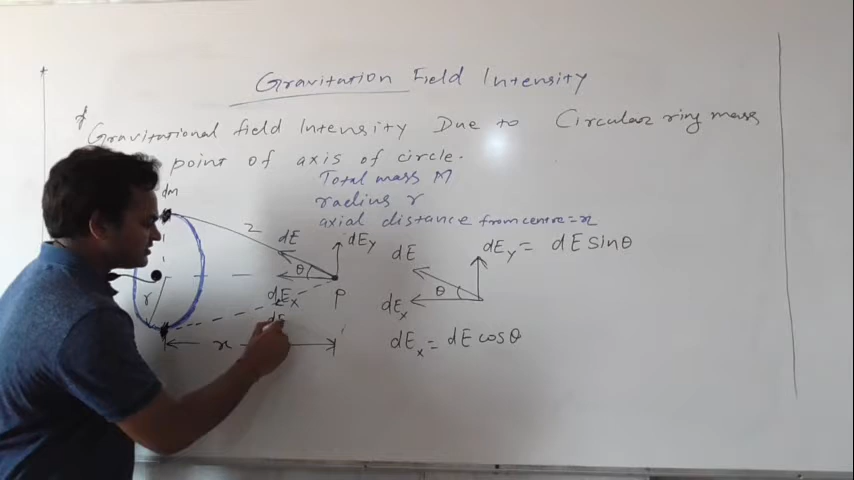 Gravitation Field Intensity
Gravitational field Intensity Due to Circular ring mass
point of axis of circle.
Total mass M
radius r
axial distance from centre = x
dm
z
dE
dEy
θ
dEx
P
dE
r
x
dE
dEy = dE sinθ
θ
dEx
dEx = dE cosθ